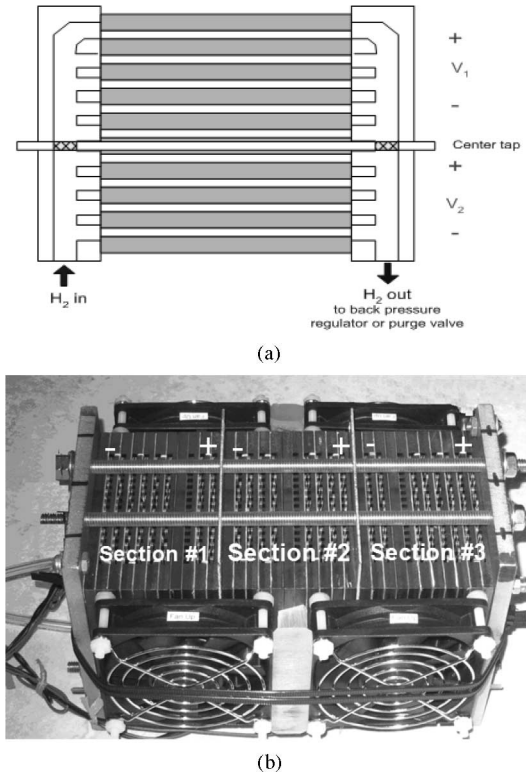 +
V1
-
Center tap
+
V2
-
H2 in
H2 out
to back pressure
regulator or purge valve
(a)
- + - + - +
Section #1 Section #2 Section #3
(b)